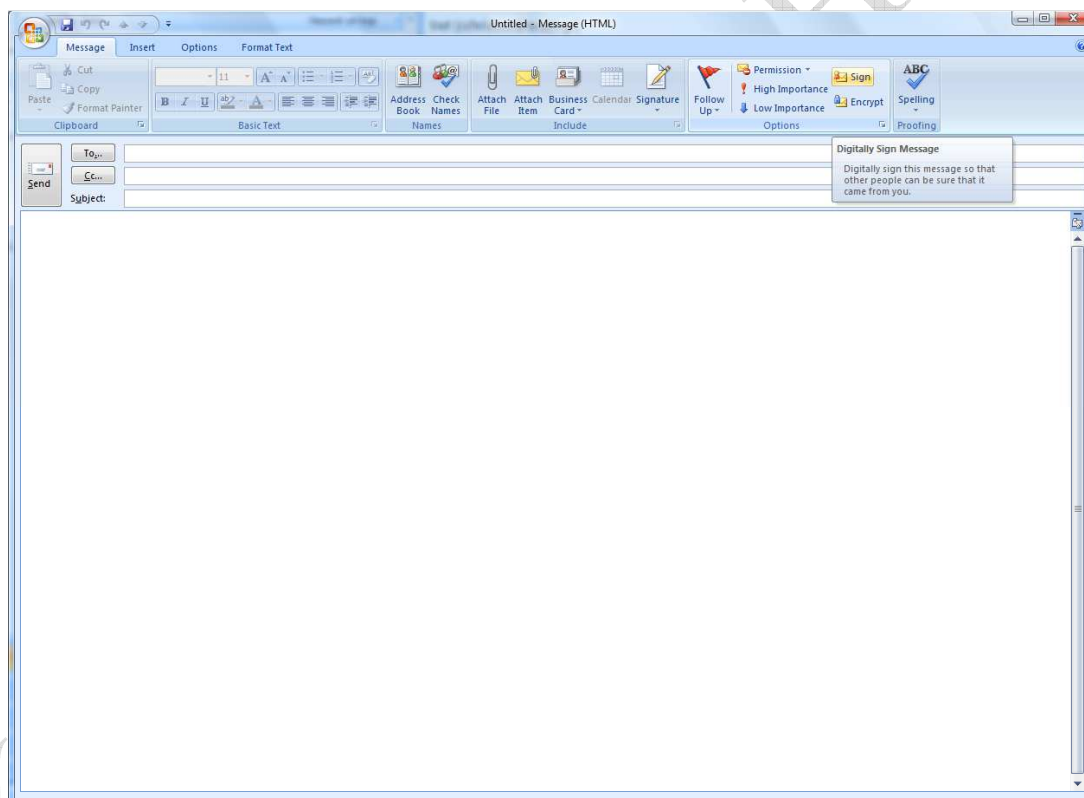 Untitled - Message (HTML)
Message Insert Options Format Text
Paste
Cut
Copy
Format Painter
Clipboard
11
A A
B I U ab A
Basic Text
Address Book
Check Names
Names
Attach File
Attach Item
Business Card
Calendar
Signature
Include
Follow Up
Permission
High Importance
Low Importance
Sign
Encrypt
Options
ABC
Spelling
Proofing
Digitally Sign Message
Digitally sign this message so that
other people can be sure that it
came from you.
Send
To...
Cc...
Subject: